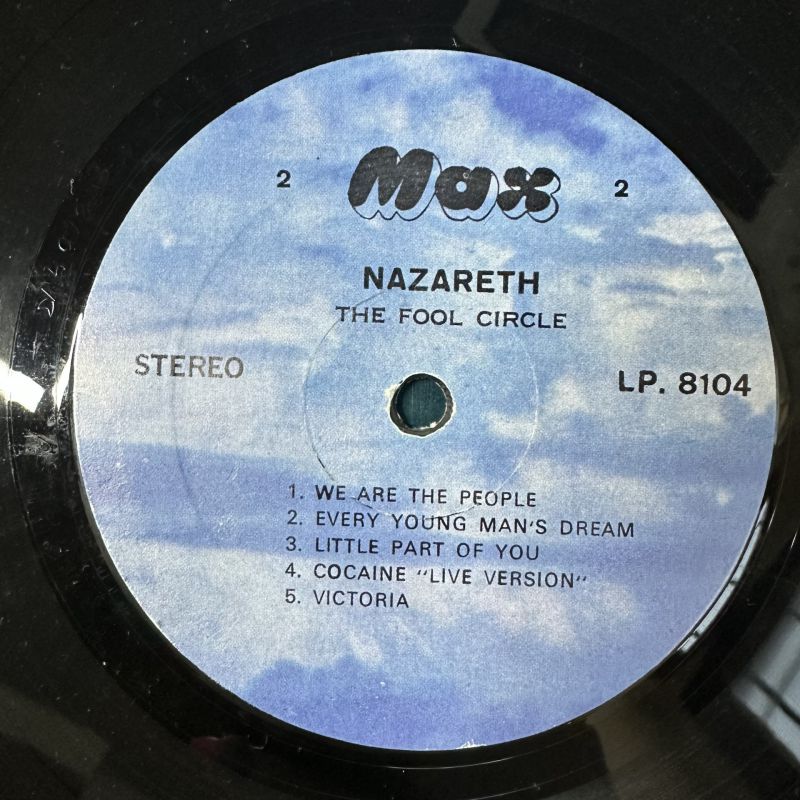 2 Max 2
NAZARETH
THE FOOL CIRCLE
STEREO
LP. 8104
1. WE ARE THE PEOPLE
2. EVERY YOUNG MAN'S DREAM
3. LITTLE PART OF YOU
4. COCAINE "LIVE VERSION"
5. VICTORIA